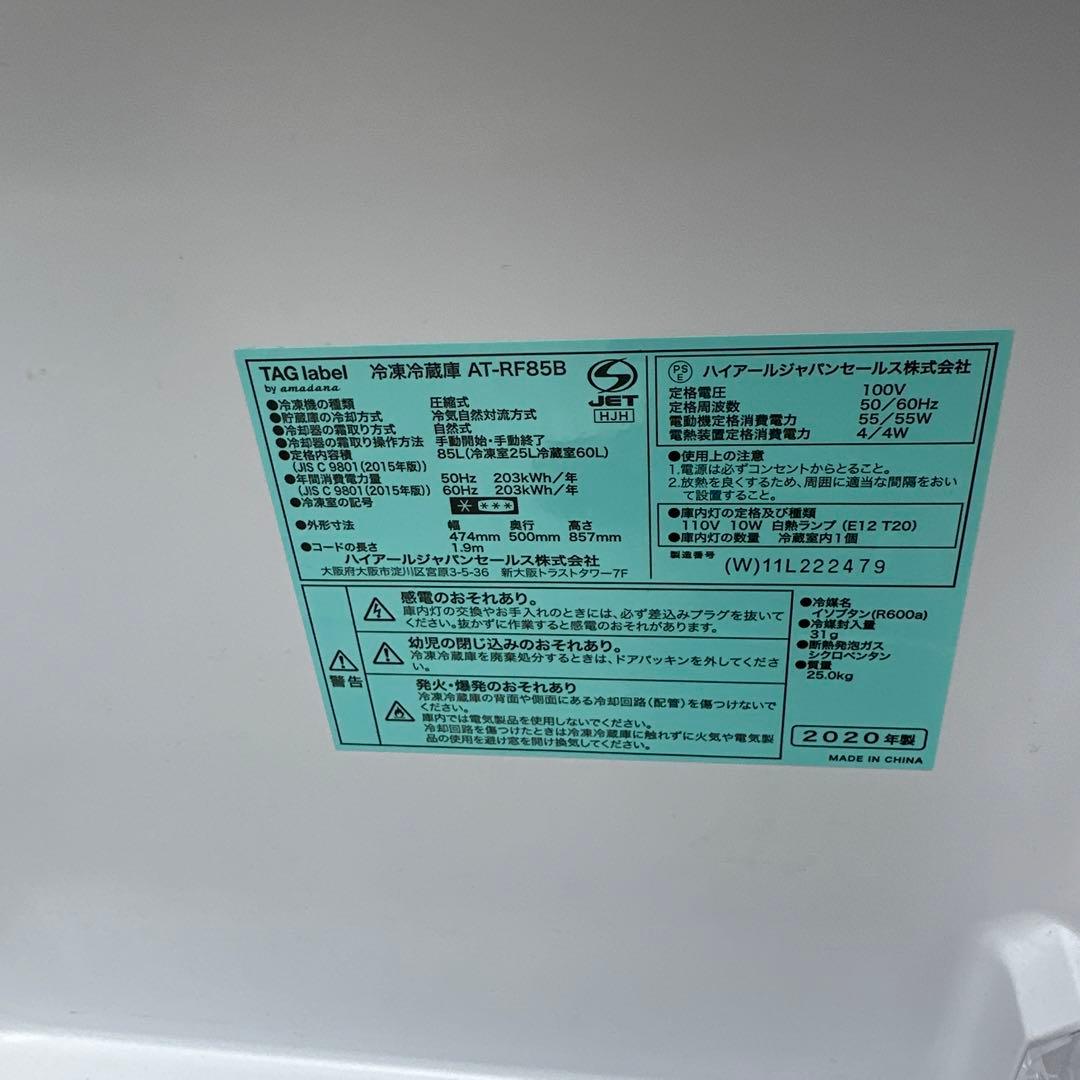 TAG label
by amadana
冷凍冷蔵庫 AT-RF85B
JET
HJH
●冷凍機の種類 圧縮式
●貯蔵庫の冷却方式 冷気自然対流方式
●冷却器の霜取り方式 自然式
●冷却器の霜取り操作方法 手動開始・手動終了
●定格内容積 85L(冷凍室25L冷蔵室60L)
(JIS C 9801(2015年版))
●年間消費電力量 50Hz 203kWh/年
(JIS C 9801(2015年版)) 60Hz 203kWh/年
●冷凍室の記号 * ***
●外形寸法 幅 奥行 高さ
474mm 500mm 857mm
●コードの長さ 1.9m
ハイアールジャパンセールス株式会社
大阪府大阪市淀川区宮原3-5-36 新大阪トラストタワー7F
PSE ハイアールジャパンセールス株式会社
定格電圧 100V
定格周波数 50/60Hz
電動機定格消費電力 55/55W
電熱装置定格消費電力 4/4W
●使用上の注意
1.電源は必ずコンセントからとること。
2.放熱を良くするため、周囲に適当な間隔をおい
て設置すること。
●庫内灯の定格及び種類
110V 10W 白熱ランプ (E12 T20)
●庫内灯の数量 冷蔵室内1個
製造番号
(W)11L222479
警告
感電のおそれあり。
庫内灯の交換やお手入れのときには、必ず差込みプラグを抜いて
ください。抜かずに作業すると感電のおそれがあります。
幼児の閉じ込みのおそれあり。
冷凍冷蔵庫を廃棄処分するときは、ドアパッキンを外してくださ
い。
発火・爆発のおそれあり
冷凍冷蔵庫の背面や側面にある冷却回路(配管)を傷つけないで
ください。
庫内では電気製品を使用しないでください。
冷却回路を傷つけたときは冷凍冷蔵庫に触れずに火気や電気製
品の使用を避け窓を開け換気してください。
●冷媒名
イソブタン(R600a)
●冷媒封入量
31g
●断熱発泡ガス
シクロペンタン
●質量
25.0kg
2020年製
MADE IN CHINA